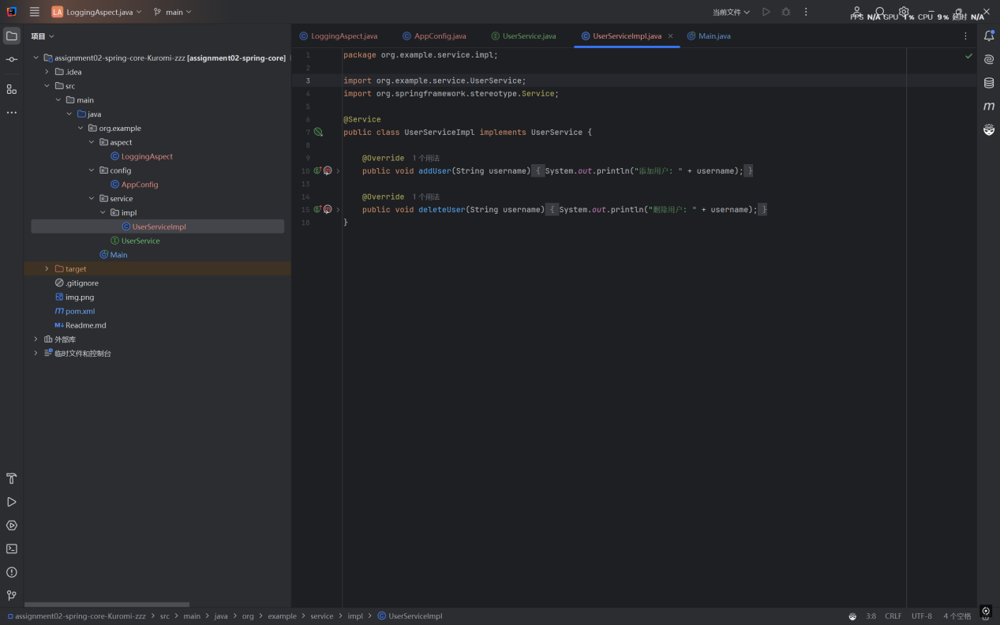 LA LoggingAspect.java main 当前文件
FPS N/A GPU 1% CPU 9% 延时 N/A
项目
LoggingAspect.java AppConfig.java UserService.java UserServiceImpl.java Main.java
assignment02-spring-core-Kuromi-zzz [assignment02-spring-core]
.idea
src
main
java
org.example
aspect
LoggingAspect
config
AppConfig
service
impl
UserServiceImpl
UserService
Main
target
.gitignore
img.png
m pom.xml
M↓ Readme.md
外部库
临时文件和控制台
1 package org.example.service.impl;
2
3 import org.example.service.UserService;
4 import org.springframework.stereotype.Service;
5
6 @Service
7 public class UserServiceImpl implements UserService {
8
9 @Override 1 个用法
10 public void addUser(String username) { System.out.println("添加用户: " + username); }
13
14 @Override 1 个用法
15 public void deleteUser(String username) { System.out.println("删除用户: " + username); }
18 }
m
assignment02-spring-core-Kuromi-zzz > src > main > java > org > example > service > impl > UserServiceImpl
3:8 CRLF UTF-8 4 个空格